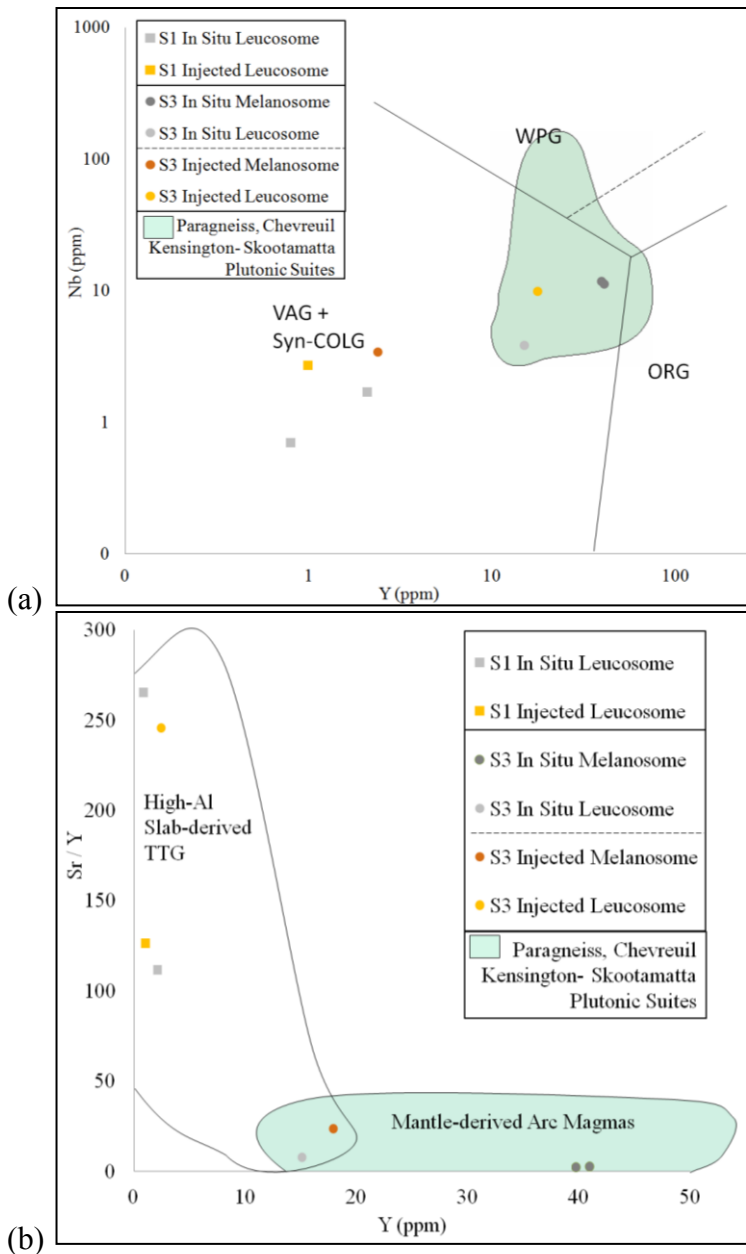 (a)
1000
100
10
1
0
Nb (ppm)
S1 In Situ Leucosome
S1 Injected Leucosome
S3 In Situ Melanosome
S3 In Situ Leucosome
S3 Injected Melanosome
S3 Injected Leucosome
Paragneiss, Chevreuil
Kensington- Skootamatta
Plutonic Suites
WPG
VAG +
Syn-COLG
ORG
0
1
10
100
Y (ppm)
(b)
300
250
200
150
100
50
0
Sr / Y
High-Al
Slab-derived
TTG
S1 In Situ Leucosome
S1 Injected Leucosome
S3 In Situ Melanosome
S3 In Situ Leucosome
S3 Injected Melanosome
S3 Injected Leucosome
Paragneiss, Chevreuil
Kensington- Skootamatta
Plutonic Suites
Mantle-derived Arc Magmas
0
10
20
30
40
50
Y (ppm)